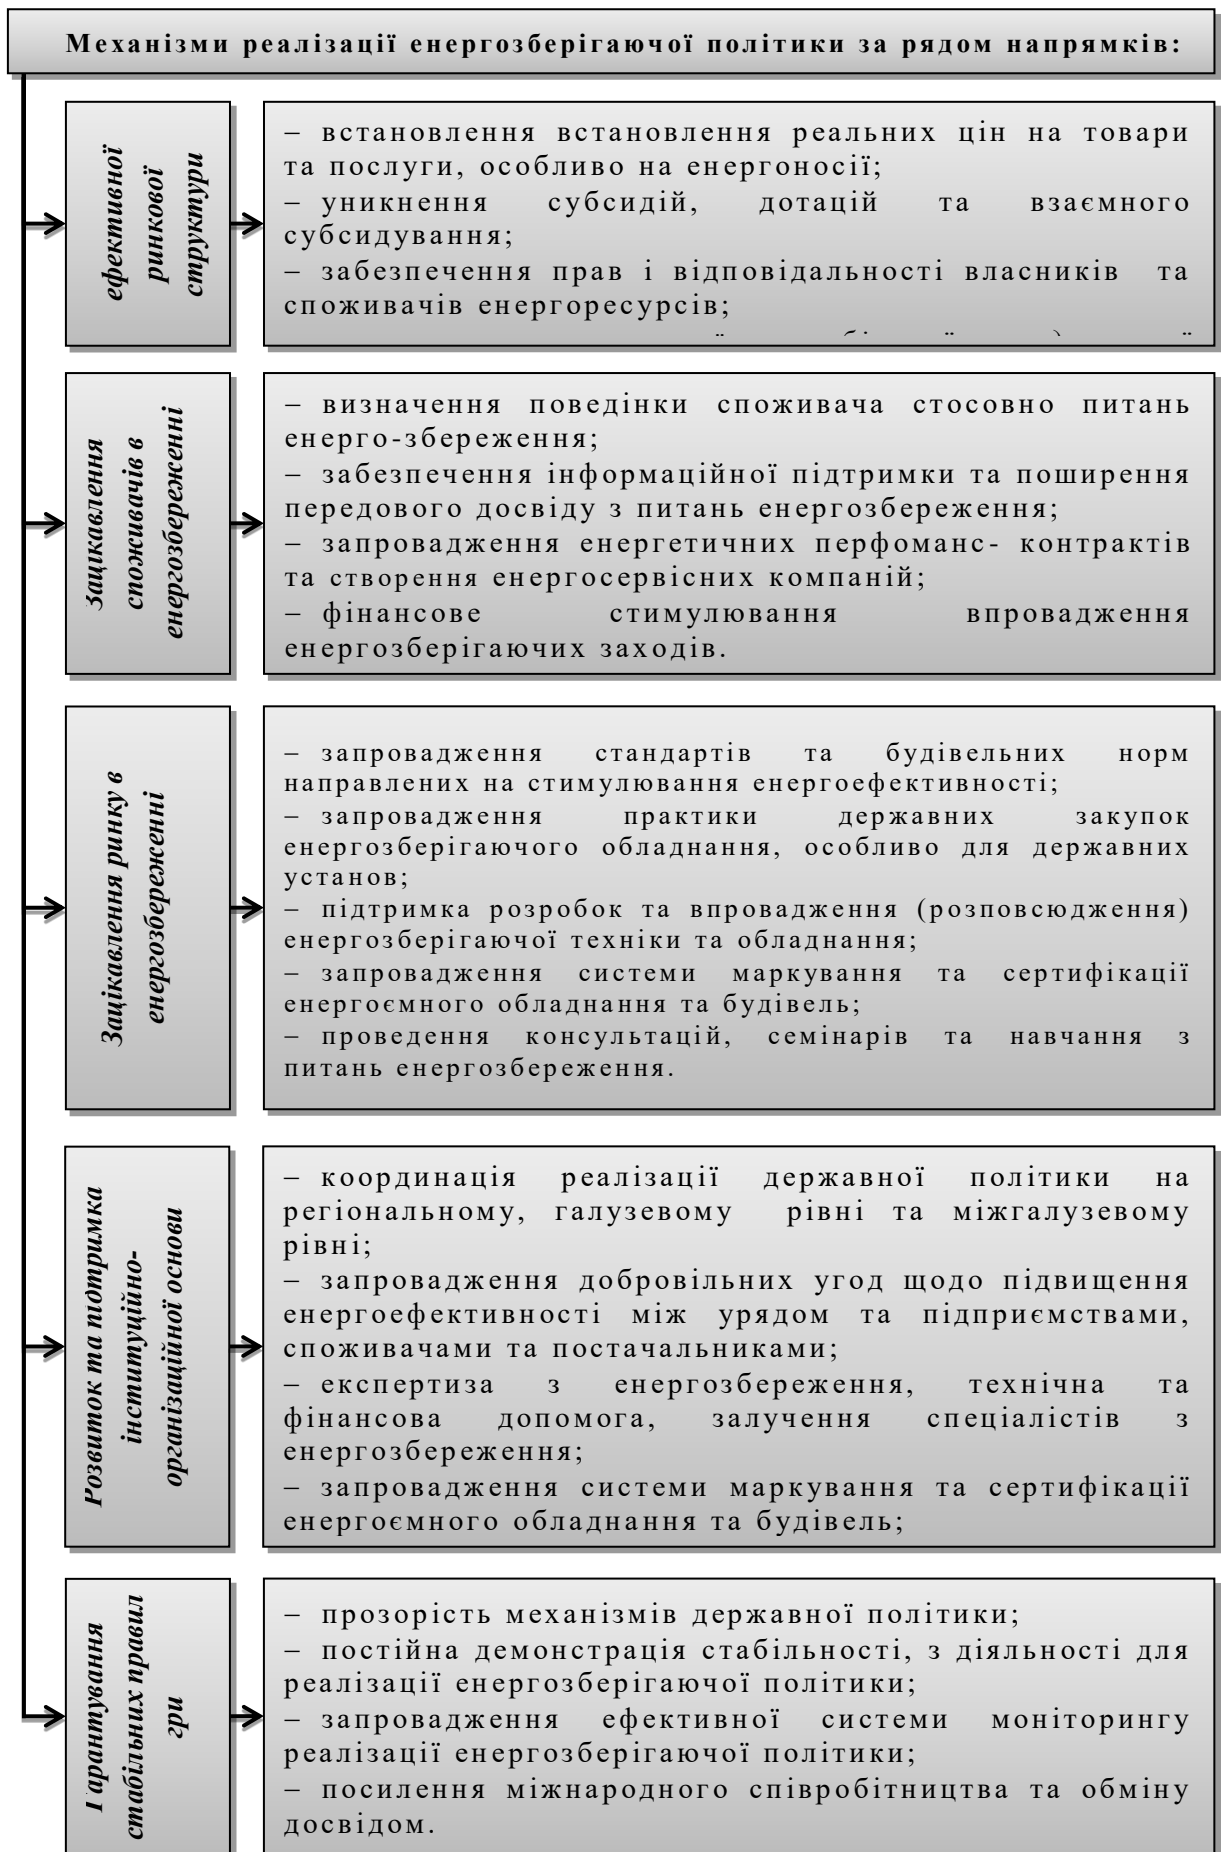 Механізми реалізації енергозберігаючої політики за рядом напрямків:
ефективної
ринкової
структури
– встановлення встановлення реальних цін на товари
та послуги, особливо на енергоносії;
– уникнення субсидій, дотацій та взаємного
субсидування;
– забезпечення прав і відповідальності власників та
споживачів енергоресурсів;
Зацікавлення
споживачів в
енергозбереженні
– визначення поведінки споживача стосовно питань
енерго-збереження;
– забезпечення інформаційної підтримки та поширення
передового досвіду з питань енергозбереження;
– запровадження енергетичних перфоманс- контрактів
та створення енергосервісних компаній;
– фінансове стимулювання впровадження
енергозберігаючих заходів.
Зацікавлення ринку в
енергозбереженні
– запровадження стандартів та будівельних норм
направлених на стимулювання енергоефективності;
– запровадження практики державних закупок
енергозберігаючого обладнання, особливо для державних
установ;
– підтримка розробок та впровадження (розповсюдження)
енергозберігаючої техніки та обладнання;
– запровадження системи маркування та сертифікації
енергоємного обладнання та будівель;
– проведення консультацій, семінарів та навчання з
питань енергозбереження.
Розвиток та підтримка
інституційно-
організаційної основи
– координація реалізації державної політики на
регіональному, галузевому рівні та міжгалузевому
рівні;
– запровадження добровільних угод щодо підвищення
енергоефективності між урядом та підприємствами,
споживачами та постачальниками;
– експертиза з енергозбереження, технічна та
фінансова допомога, залучення спеціалістів з
енергозбереження;
– запровадження системи маркування та сертифікації
енергоємного обладнання та будівель;
Гарантування
стабільних правил
гри
– прозорість механізмів державної політики;
– постійна демонстрація стабільності, з діяльності для
реалізації енергозберігаючої політики;
– запровадження ефективної системи моніторингу
реалізації енергозберігаючої політики;
– посилення міжнародного співробітництва та обміну
досвідом.